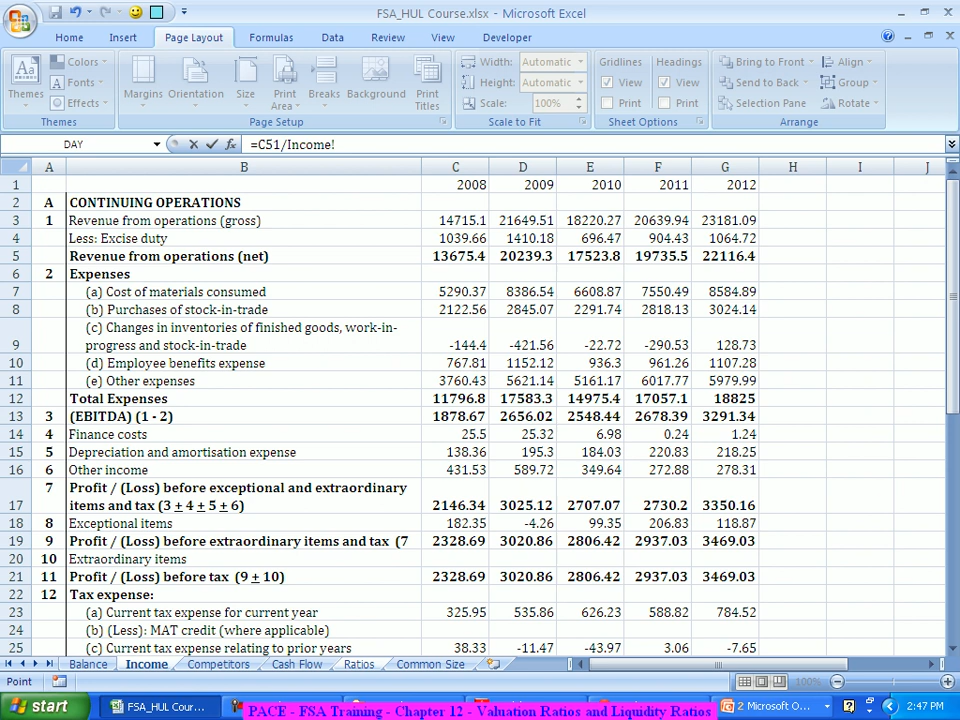 FSA_HUL Course.xlsx - Microsoft Excel
Home Insert Page Layout Formulas Data Review View Developer
Colors Fonts Effects Themes
Themes
Margins Orientation Size Print Area Breaks Background Print Titles
Page Setup
Width: Automatic
Height: Automatic
Scale: 100%
Scale to Fit
Gridlines Headings
View View
Print Print
Sheet Options
Bring to Front Send to Back Selection Pane Align Group Rotate
Arrange
DAY fx =C51/Income!
A B C D E F G H I J
1 2008 2009 2010 2011 2012
2 A CONTINUING OPERATIONS
3 1 Revenue from operations (gross) 14715.1 21649.51 18220.27 20639.94 23181.09
4 Less: Excise duty 1039.66 1410.18 696.47 904.43 1064.72
5 Revenue from operations (net) 13675.4 20239.3 17523.8 19735.5 22116.4
6 2 Expenses
7 (a) Cost of materials consumed 5290.37 8386.54 6608.87 7550.49 8584.89
8 (b) Purchases of stock-in-trade 2122.56 2845.07 2291.74 2818.13 3024.14
(c) Changes in inventories of finished goods, work-in-
9 progress and stock-in-trade -144.4 -421.56 -22.72 -290.53 128.73
10 (d) Employee benefits expense 767.81 1152.12 936.3 961.26 1107.28
11 (e) Other expenses 3760.43 5621.14 5161.17 6017.77 5979.99
12 Total Expenses 11796.8 17583.3 14975.4 17057.1 18825
13 3 (EBITDA) (1 - 2) 1878.67 2656.02 2548.44 2678.39 3291.34
14 4 Finance costs 25.5 25.32 6.98 0.24 1.24
15 5 Depreciation and amortisation expense 138.36 195.3 184.03 220.83 218.25
16 6 Other income 431.53 589.72 349.64 272.88 278.31
7 Profit / (Loss) before exceptional and extraordinary
17 items and tax (3 + 4 + 5 + 6) 2146.34 3025.12 2707.07 2730.2 3350.16
18 8 Exceptional items 182.35 -4.26 99.35 206.83 118.87
19 9 Profit / (Loss) before extraordinary items and tax (7 2328.69 3020.86 2806.42 2937.03 3469.03
20 10 Extraordinary items
21 11 Profit / (Loss) before tax (9 + 10) 2328.69 3020.86 2806.42 2937.03 3469.03
22 12 Tax expense:
23 (a) Current tax expense for current year 325.95 535.86 626.23 588.82 784.52
24 (b) (Less): MAT credit (where applicable)
25 (c) Current tax expense relating to prior years 38.33 -11.47 -43.97 3.06 -7.65
Balance Income Competitors Cash Flow Ratios Common Size
Point 100%
start FSA_HUL Cour... 2 Microsoft O... 2:47 PM
PACE - FSA Training - Chapter 12 - Valuation Ratios and Liquidity Ratios